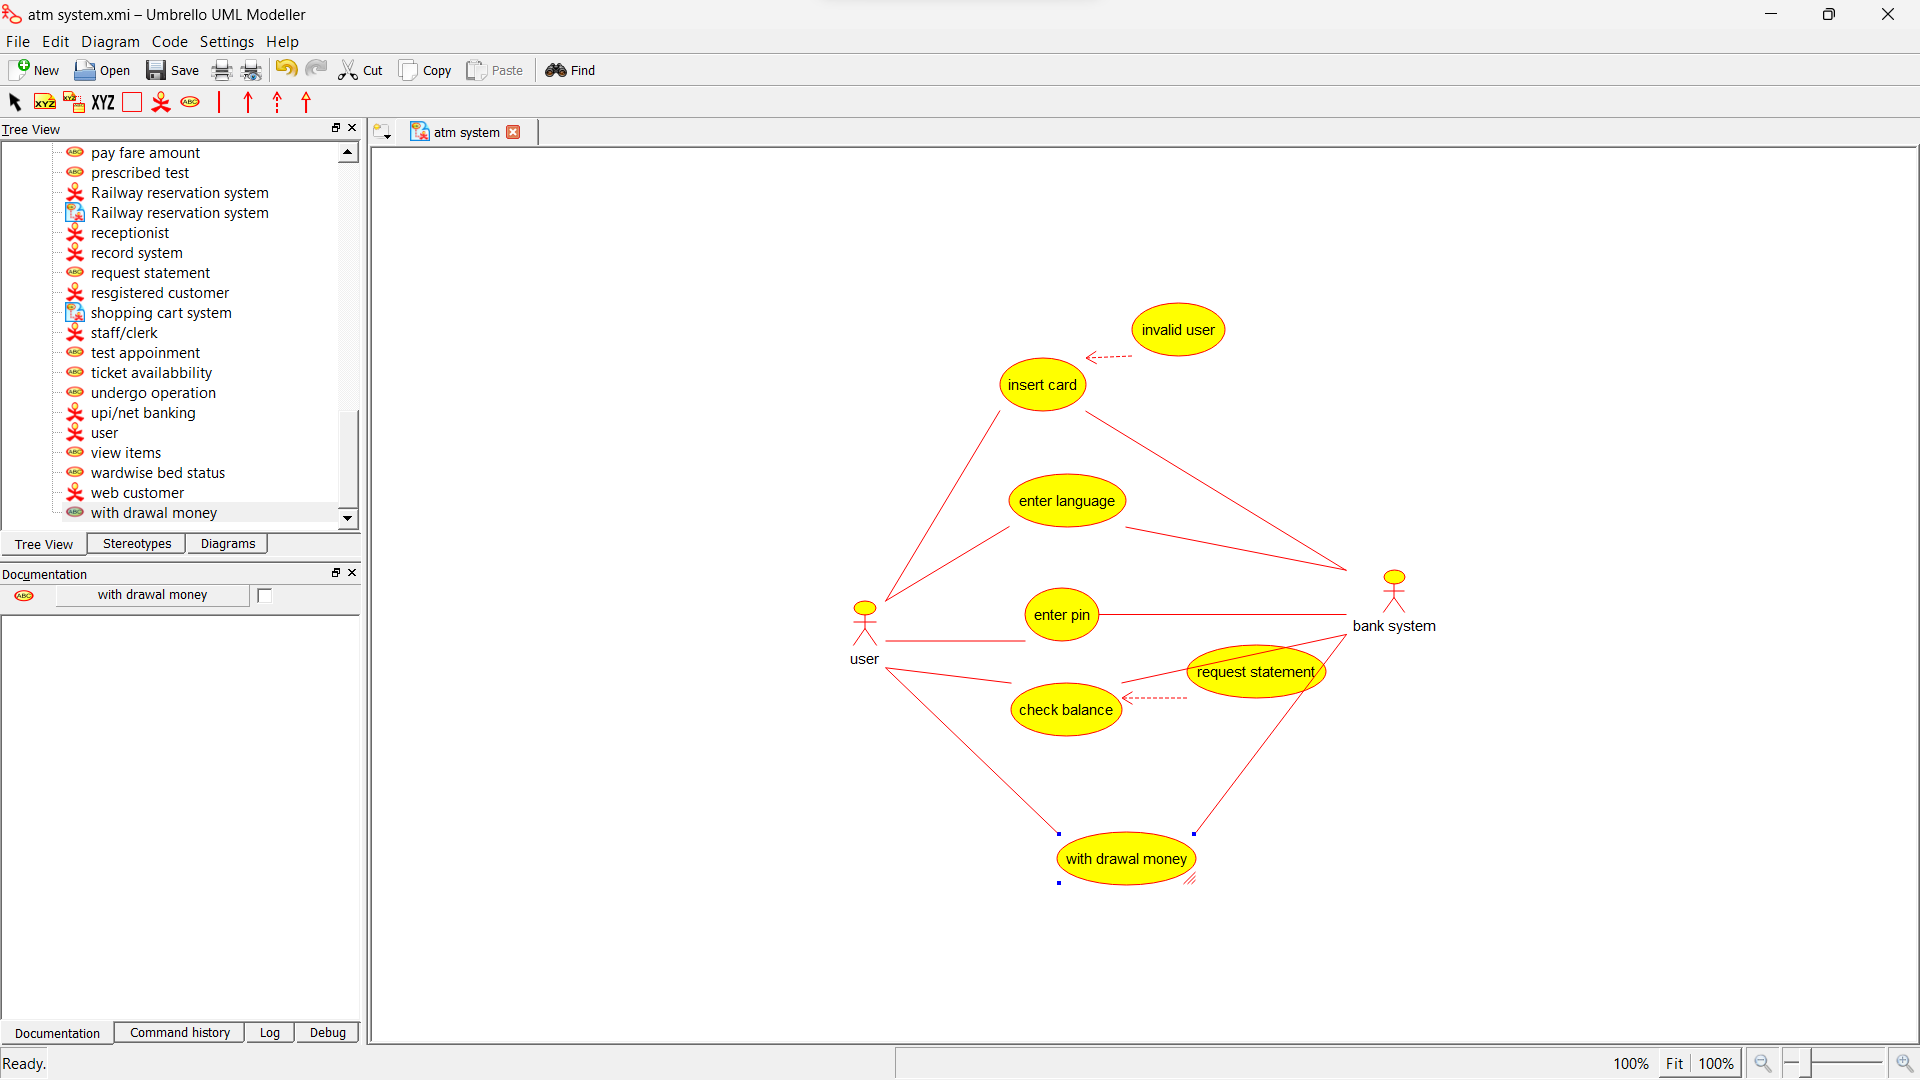 atm system.xmi – Umbrello UML Modeller
File Edit Diagram Code Settings Help
New Open Save Cut Copy Paste Find
XYZ XYZ XYZ ABC
Tree View
atm system
pay fare amount
prescribed test
Railway reservation system
Railway reservation system
receptionist
record system
request statement
resgistered customer
shopping cart system
staff/clerk
test appoinment
ticket availabbility
undergo operation
upi/net banking
user
view items
wardwise bed status
web customer
with drawal money
Tree View Stereotypes Diagrams
Documentation
ABC with drawal money
Documentation Command history Log Debug
invalid user
insert card
enter language
enter pin
bank system
user
request statement
check balance
with drawal money
Ready.
100% Fit 100%